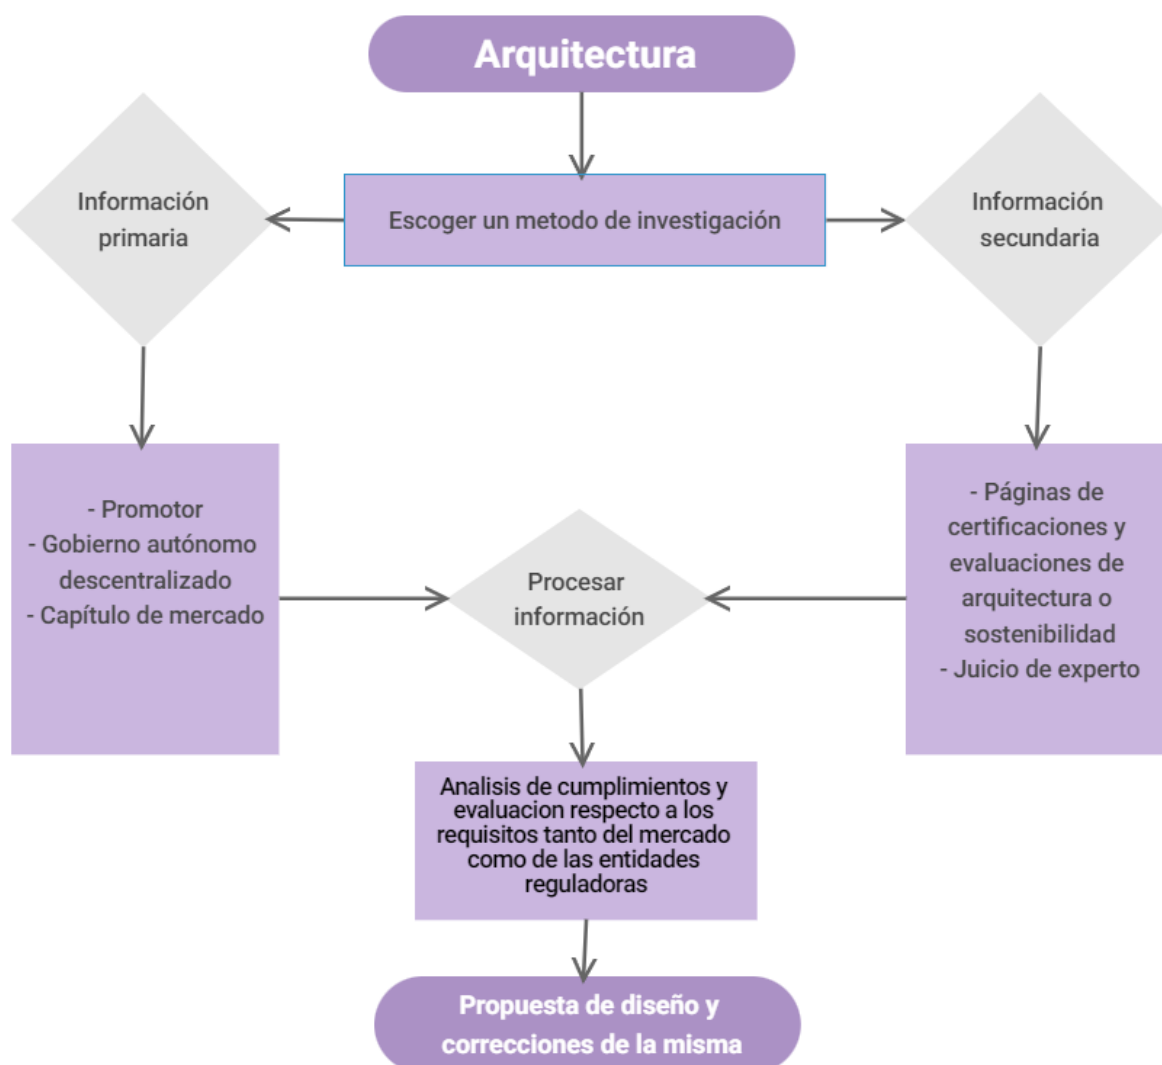 Arquitectura
Información
primaria
Escoger un metodo de investigación
Información
secundaria
- Promotor
- Gobierno autónomo
descentralizado
- Capítulo de mercado
Procesar
información
- Páginas de
certificaciones y
evaluaciones de
arquitectura o
sostenibilidad
- Juicio de experto
Analisis de cumplimientos y
evaluacion respecto a los
requisitos tanto del mercado
como de las entidades
reguladoras
Propuesta de diseño y
correcciones de la misma